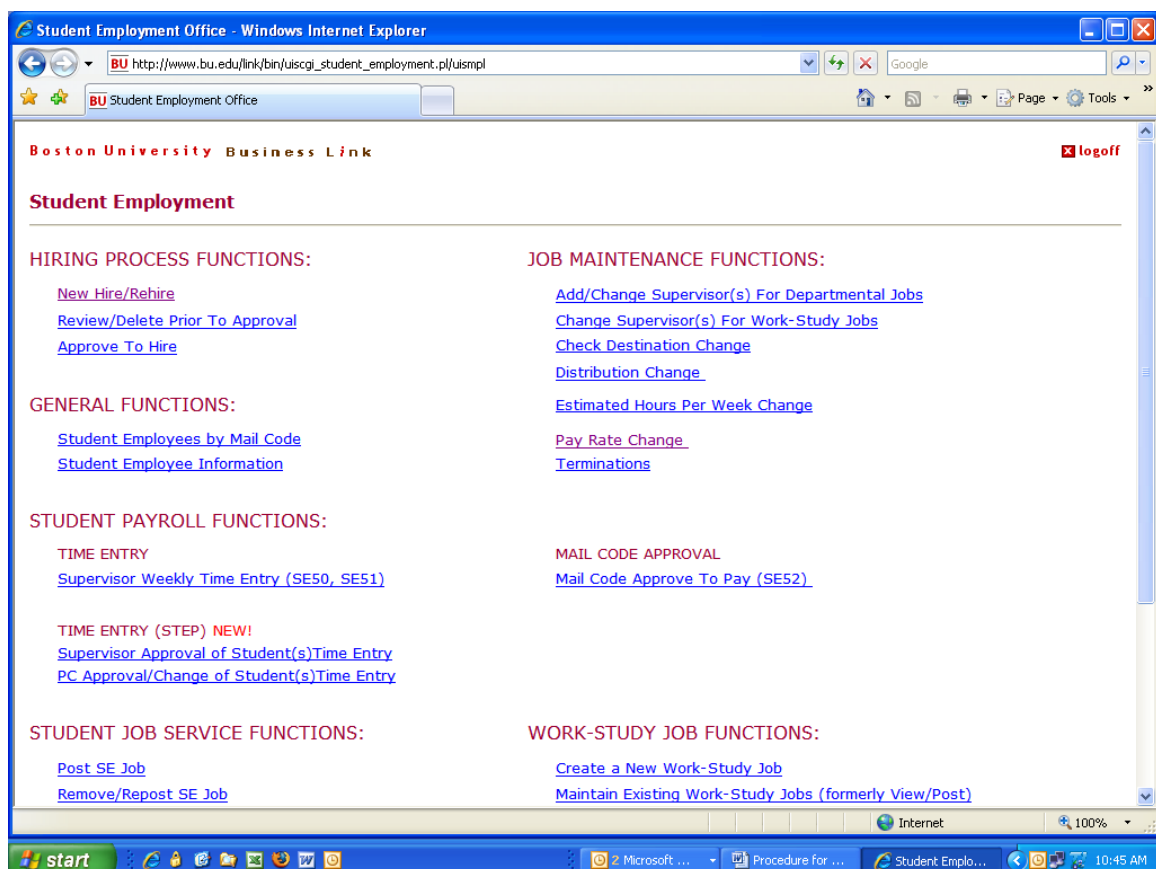 Student Employment Office - Windows Internet Explorer
BU http://www.bu.edu/link/bin/uiscgi_student_employment.pl/uismpl
Google
BU Student Employment Office
Page
Tools
»
Boston University Business Link
x logoff
Student Employment
HIRING PROCESS FUNCTIONS:
New Hire/Rehire
Review/Delete Prior To Approval
Approve To Hire
JOB MAINTENANCE FUNCTIONS:
Add/Change Supervisor(s) For Departmental Jobs
Change Supervisor(s) For Work-Study Jobs
Check Destination Change
Distribution Change
Estimated Hours Per Week Change
Pay Rate Change
Terminations
GENERAL FUNCTIONS:
Student Employees by Mail Code
Student Employee Information
STUDENT PAYROLL FUNCTIONS:
TIME ENTRY
Supervisor Weekly Time Entry (SE50, SE51)
MAIL CODE APPROVAL
Mail Code Approve To Pay (SE52)
TIME ENTRY (STEP) NEW!
Supervisor Approval of Student(s)Time Entry
PC Approval/Change of Student(s)Time Entry
STUDENT JOB SERVICE FUNCTIONS:
Post SE Job
Remove/Repost SE Job
WORK-STUDY JOB FUNCTIONS:
Create a New Work-Study Job
Maintain Existing Work-Study Jobs (formerly View/Post)
Internet
100%
start
2 Microsoft ...
Procedure for ...
Student Emplo...
10:45 AM